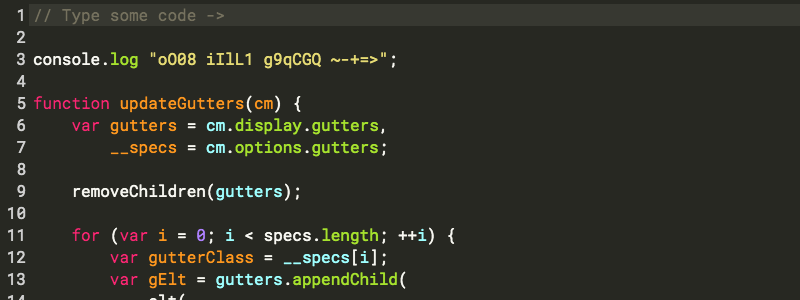 1 // Type some code ->
2
3 console.log "oO08 iIlL1 g9qCGQ ~-+=>";
4
5 function updateGutters(cm) {
6     var gutters = cm.display.gutters,
7         __specs = cm.options.gutters;
8
9     removeChildren(gutters);
10
11     for (var i = 0; i < specs.length; ++i) {
12         var gutterClass = __specs[i];
13         var gElt = gutters.appendChild(